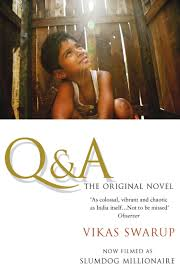 Q&A
THE ORIGINAL NOVEL
'As colossal, vibrant and chaotic
as India itself...Not to be missed'
Observer
VIKAS SWARUP
NOW FILMED AS
SLUMDOG MILLIONAIRE